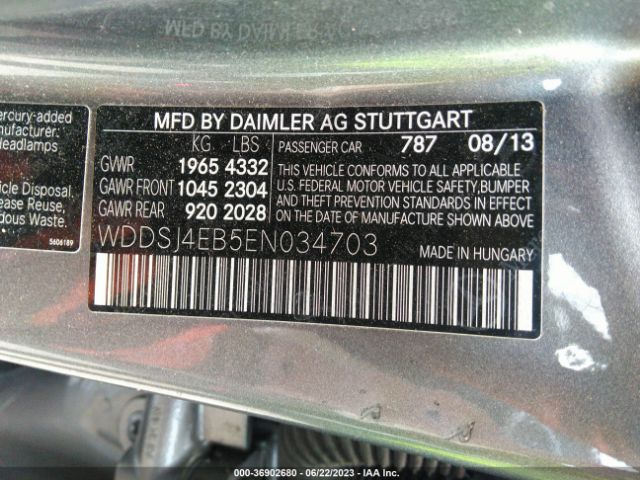 MFD BY DAIMLER AG STUTTGART
KG LBS PASSENGER CAR 787 08/13
GVWR 1965 4332
GAWR FRONT 1045 2304
GAWR REAR 920 2028
THIS VEHICLE CONFORMS TO ALL APPLICABLE
U.S. FEDERAL MOTOR VEHICLE SAFETY, BUMPER
AND THEFT PREVENTION STANDARDS IN EFFECT
ON THE DATE OF MANUFACTURE SHOWN ABOVE.
WDDSJ4EB5EN034703 MADE IN HUNGARY
ercury-added
manufacturer:
eadlamps
icle Disposal
ease Reuse,
dous Waste.
5606189
000-36902680 - 06/22/2023 - IAA Inc.